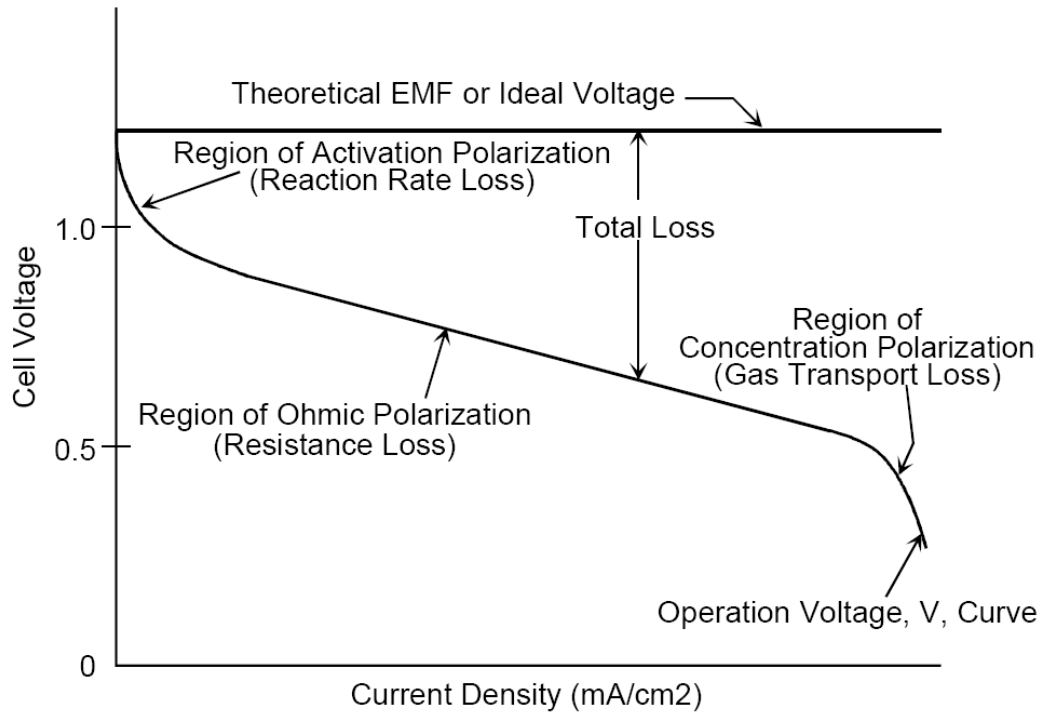 Theoretical EMF or Ideal Voltage
Region of Activation Polarization
(Reaction Rate Loss)
1.0
Total Loss
Cell Voltage
Region of
Concentration Polarization
(Gas Transport Loss)
Region of Ohmic Polarization
(Resistance Loss)
0.5
Operation Voltage, V, Curve
0
Current Density (mA/cm2)